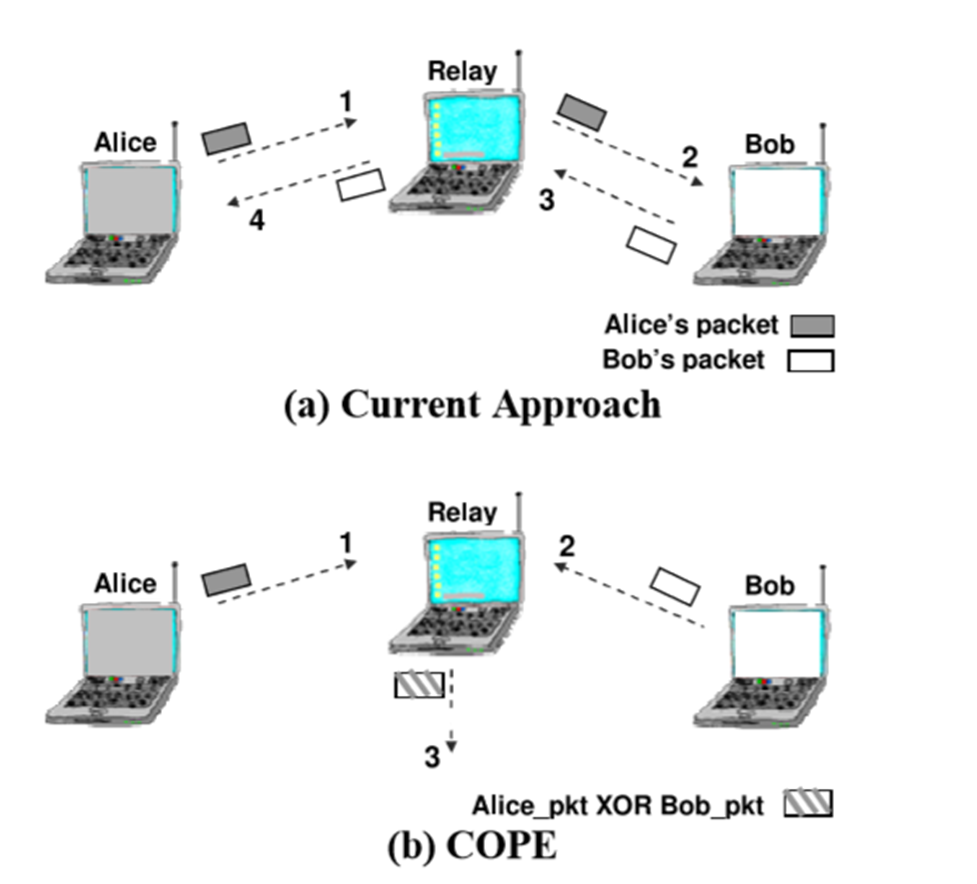 Relay
1
Alice
2
Bob
3
4
Alice's packet
Bob's packet
(a) Current Approach
Relay
1
2
Alice
Bob
3
Alice_pkt XOR Bob_pkt
(b) COPE